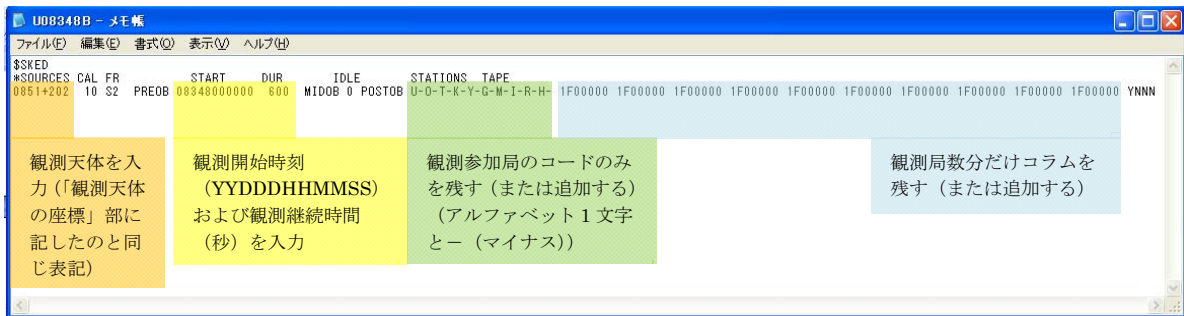 U08348B - メモ帳
ファイル(F) 編集(E) 書式(O) 表示(V) ヘルプ(H)
$SKED
*SOURCES CAL FR START DUR IDLE STATIONS TAPE
0851+202 10 S2 PREOB 08348000000 600 MIDOB 0 POSTOB U-O-T-K-Y-G-M-I-R-H- 1F00000 1F00000 1F00000 1F00000 1F00000 1F00000 1F00000 1F00000 1F00000 1F00000 YNNN
観測天体を入
力（「観測天体
の座標」部に
記したのと同
じ表記）
観測開始時刻
（YYDDDHHMMSS）
および観測継続時間
（秒）を入力
観測参加局のコードのみ
を残す（または追加する）
（アルファベット1文字
と－（マイナス））
観測局数分だけコラムを
残す（または追加する）